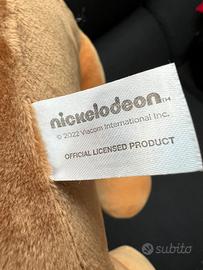 nickelodeon™
© 2022 Viacom International Inc.
OFFICIAL LICENSED PRODUCT
subito